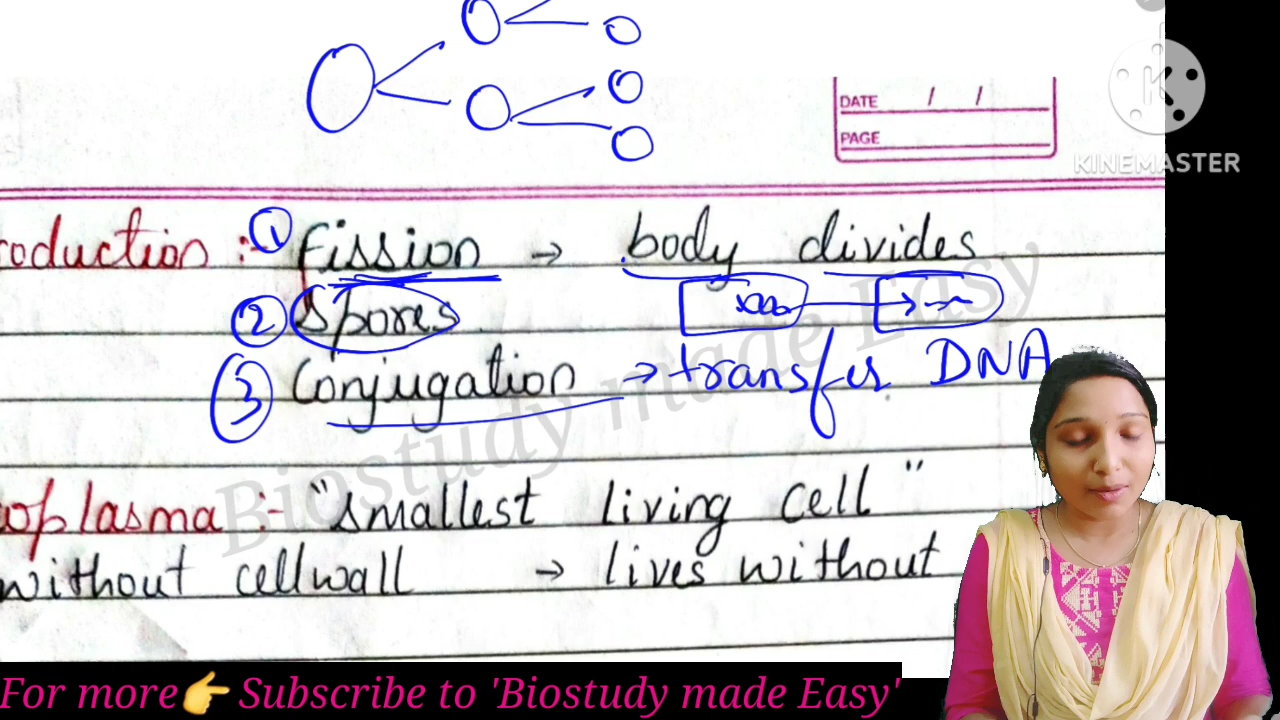 DATE / /
PAGE
KINEMASTER
roduction :- ① fission → body divides
② Spores
③ Conjugation → transfer DNA
oplasma :- "smallest living cell"
without cellwall → lives without
Biostudy made Easy
For more👉 Subscribe to 'Biostudy made Easy'